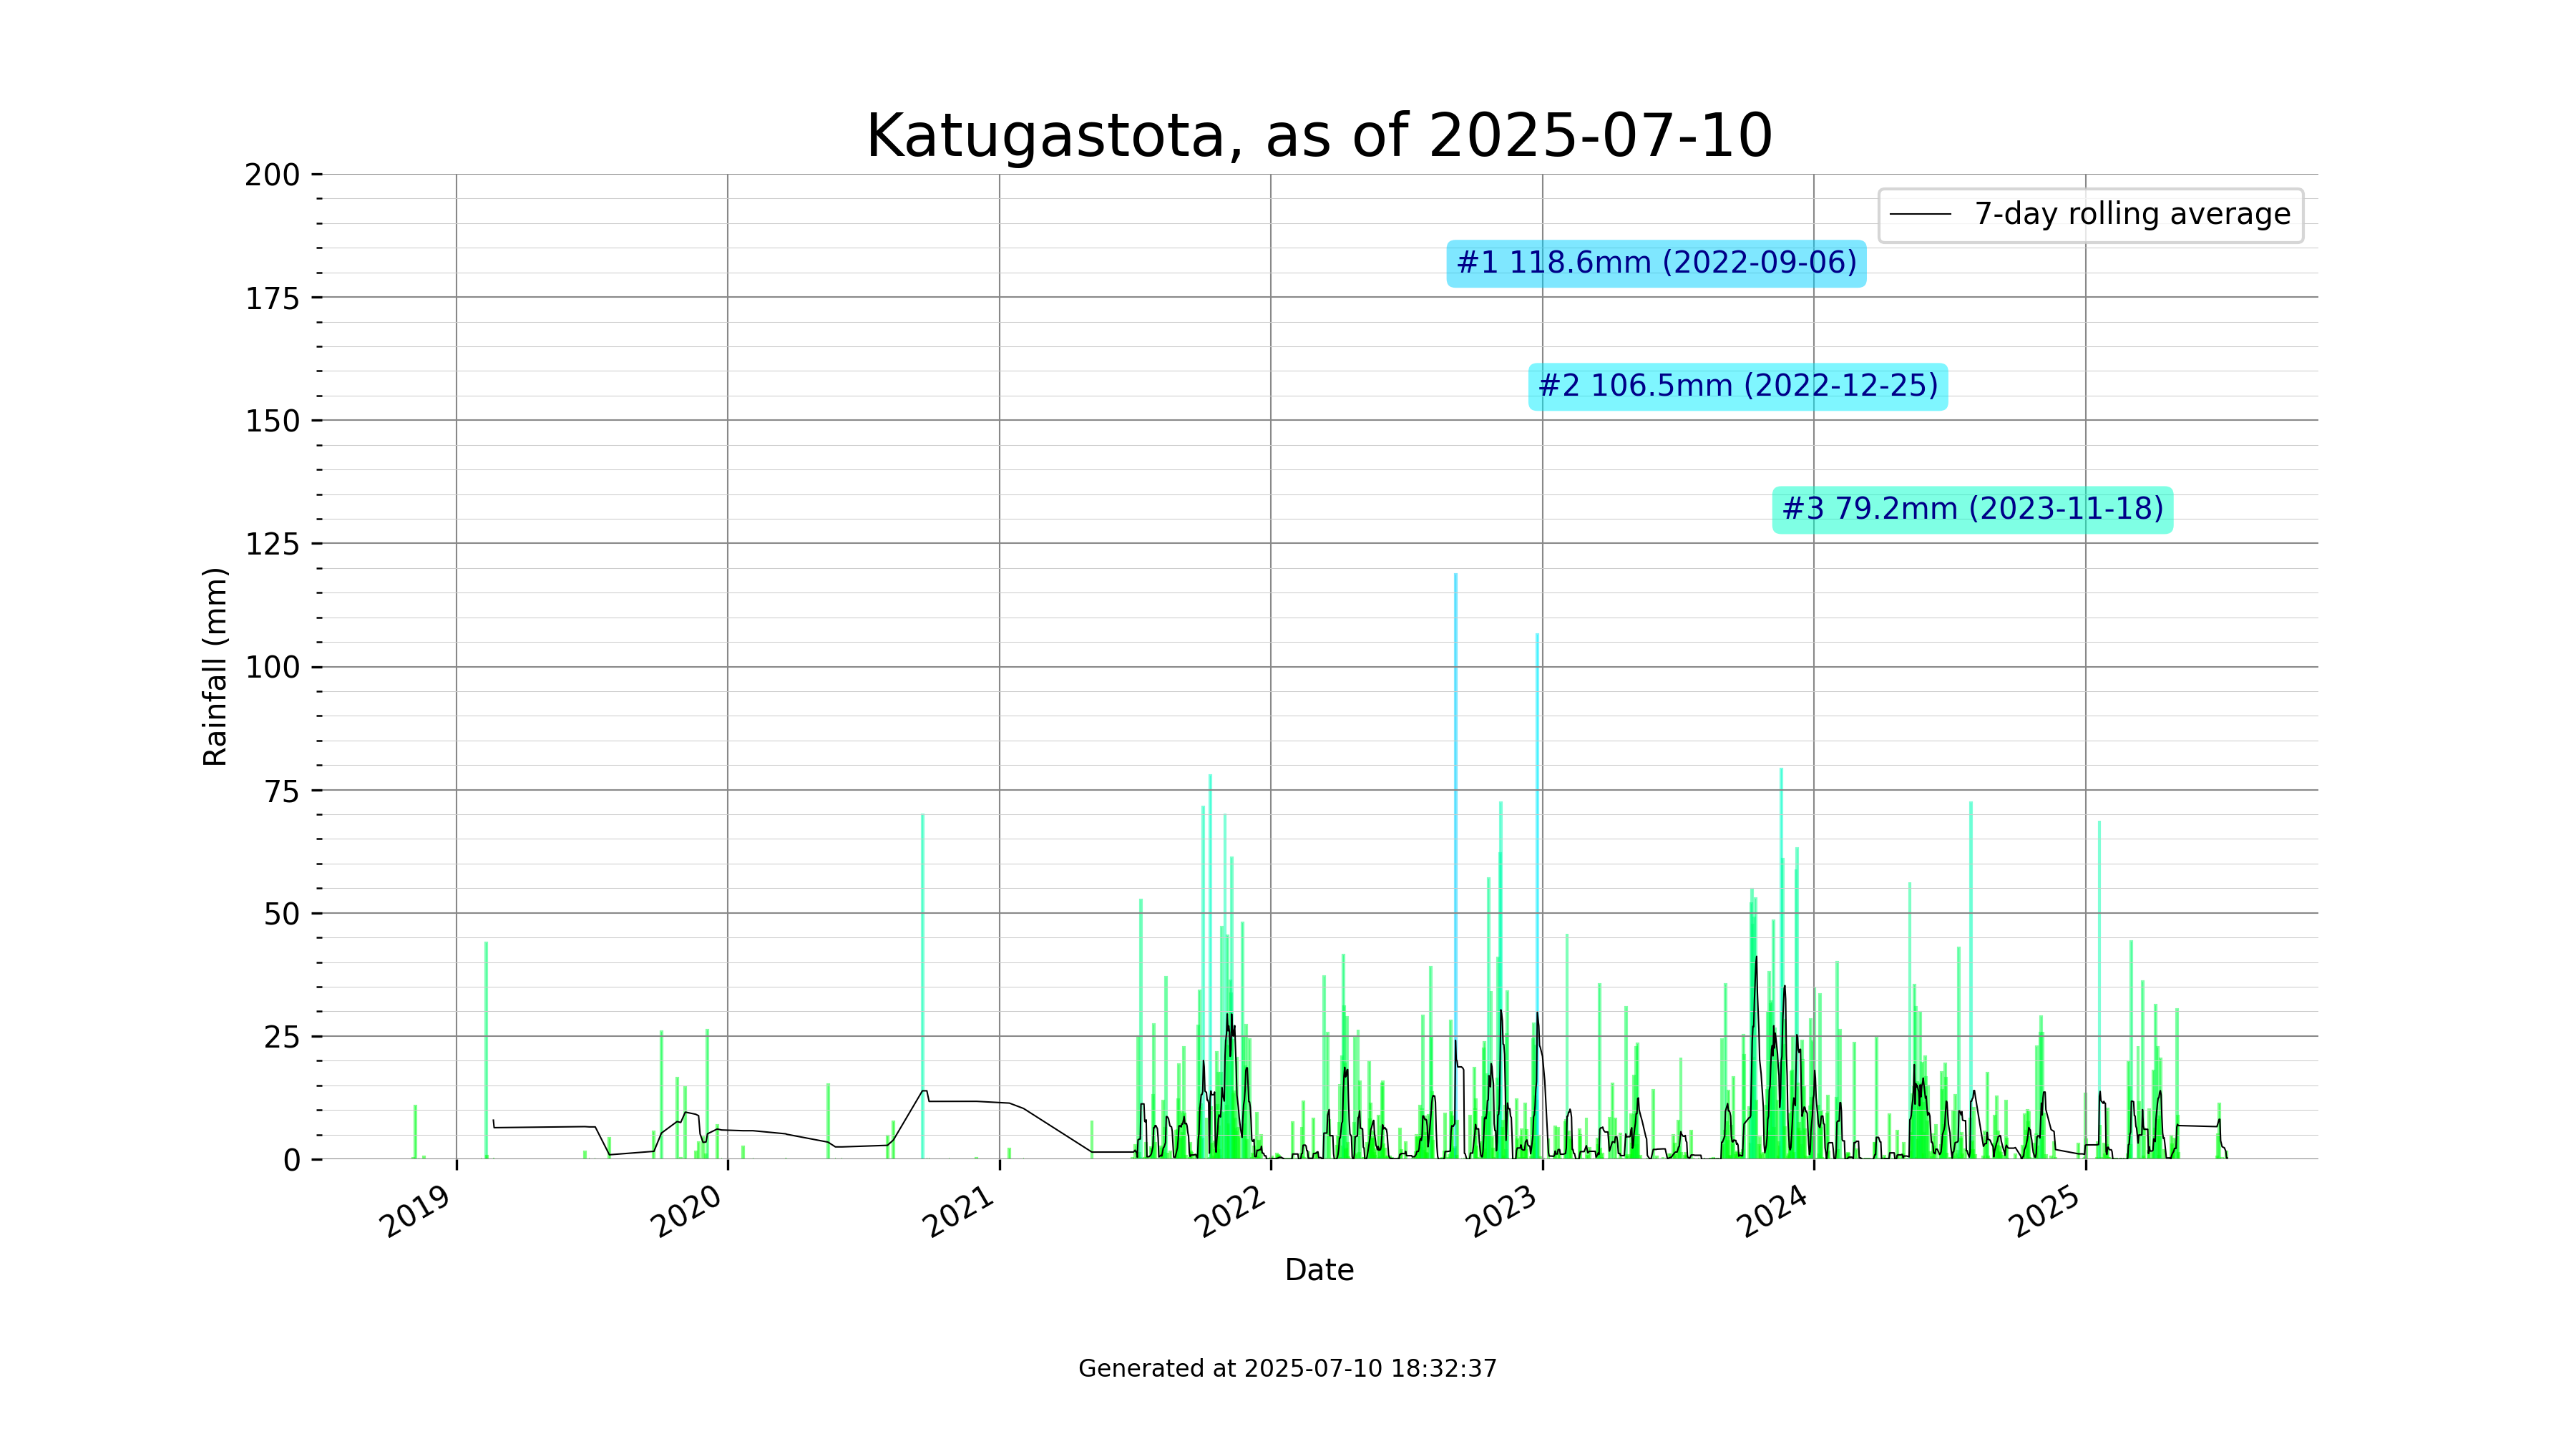 Katugastota, as of 2025-07-10
200
175
150
125
100
75
50
25
0
Rainfall (mm)
7-day rolling average
#1 118.6mm (2022-09-06)
#2 106.5mm (2022-12-25)
#3 79.2mm (2023-11-18)
2019
2020
2021
2022
2023
2024
2025
Date
Generated at 2025-07-10 18:32:37